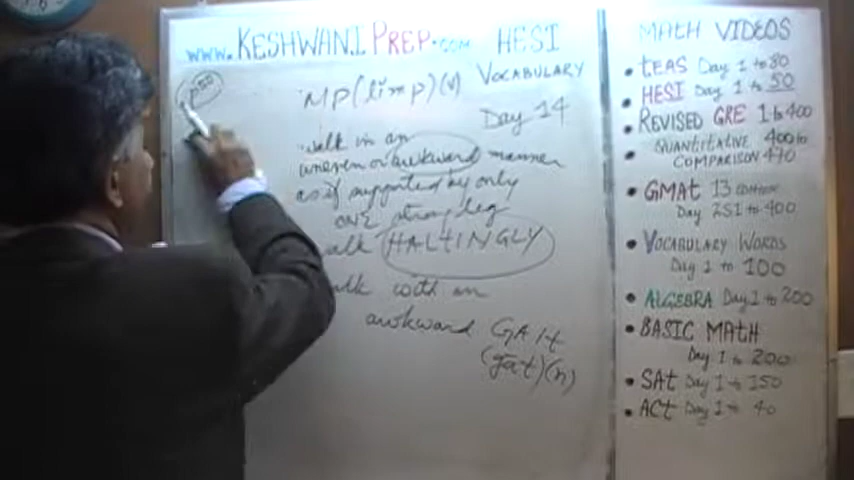 www.KESHWANI PREP.com HESI
VOCABULARY
MP (limp)(v)
Day 14
walk in an
uneven or awkward manner
as if supported by only
one strong leg
HALTINGLY
with an
awkward GAIt
(gat)(n)
MATH VIDEOS
• tEAS Day 1 to 80
• HESI Day 1 to 50
• REVISED GRE 1 to 400
• QUANTITATIVE 400 to
COMPARISON 470
• GMAt 13 EDITION
Day 251 to 400
• VOCABULARY WORDS
Day 1 to 100
• ALGEBRA Day 1 to 200
• BASIC MATH
Day 1 to 200
• SAt Day 1 to 150
• ACt Day 1 to 40